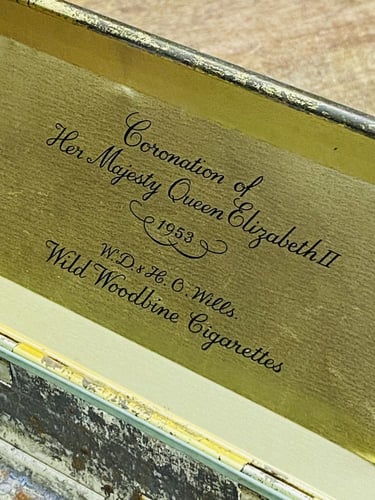 Coronation of
Her Majesty Queen Elizabeth II
1953
W.D. & H.O. Wills.
Wild Woodbine Cigarettes